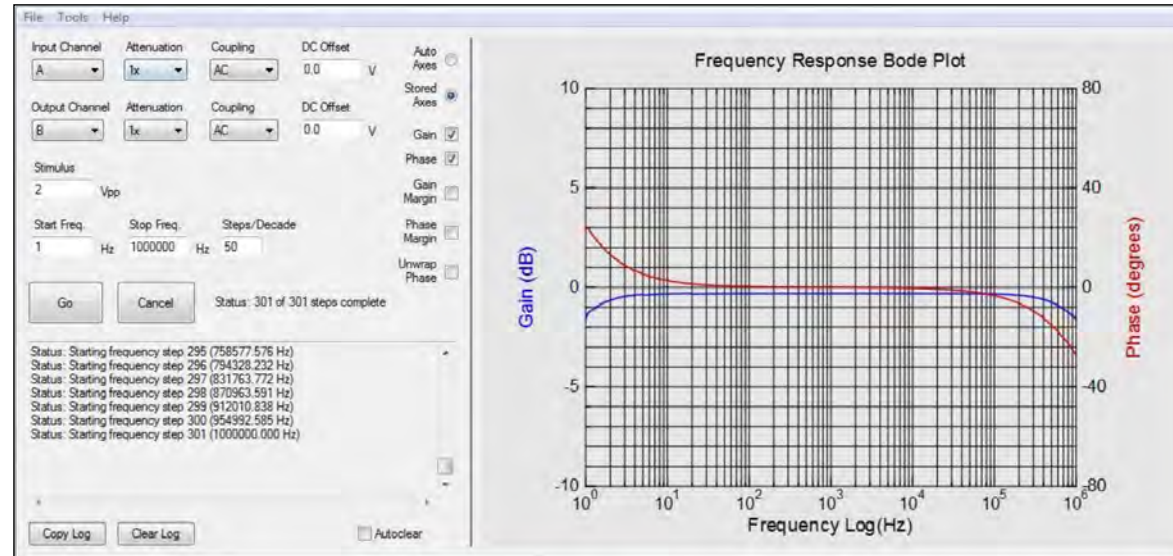 File Tools Help
Input Channel Attenuation Coupling DC Offset
A 1x AC 0.0 V
Output Channel Attenuation Coupling DC Offset
B 1x AC 0.0 V
Stimulus
2 Vpp
Start Freq. Stop Freq. Steps/Decade
1 Hz 1000000 Hz 50
Go Cancel Status: 301 of 301 steps complete
Auto
Axes
Stored
Axes
Gain
Phase
Gain
Margin
Phase
Margin
Unwrap
Phase
Status: Starting frequency step 295 (758577.576 Hz)
Status: Starting frequency step 296 (794328.232 Hz)
Status: Starting frequency step 297 (831763.772 Hz)
Status: Starting frequency step 298 (870963.591 Hz)
Status: Starting frequency step 299 (912010.838 Hz)
Status: Starting frequency step 300 (954992.585 Hz)
Status: Starting frequency step 301 (1000000.000 Hz)
Copy Log Clear Log Autoclear
Frequency Response Bode Plot
10 80
5 40
0 0
-5 -40
-10 -80
Gain (dB)
Phase (degrees)
10^0 10^1 10^2 10^3 10^4 10^5 10^6
Frequency Log(Hz)